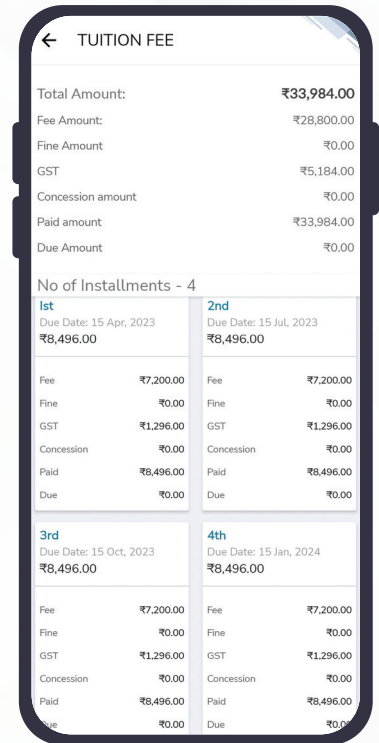 TUITION FEE
Total Amount: ₹33,984.00
Fee Amount: ₹28,800.00
Fine Amount ₹0.00
GST ₹5,184.00
Concession amount ₹0.00
Paid amount ₹33,984.00
Due Amount ₹0.00
No of Installments - 4
Ist
Due Date: 15 Apr, 2023
₹8,496.00
Fee ₹7,200.00
Fine ₹0.00
GST ₹1,296.00
Concession ₹0.00
Paid ₹8,496.00
Due ₹0.00
2nd
Due Date: 15 Jul, 2023
₹8,496.00
Fee ₹7,200.00
Fine ₹0.00
GST ₹1,296.00
Concession ₹0.00
Paid ₹8,496.00
Due ₹0.00
3rd
Due Date: 15 Oct, 2023
₹8,496.00
Fee ₹7,200.00
Fine ₹0.00
GST ₹1,296.00
Concession ₹0.00
Paid ₹8,496.00
Due ₹0.00
4th
Due Date: 15 Jan, 2024
₹8,496.00
Fee ₹7,200.00
Fine ₹0.00
GST ₹1,296.00
Concession ₹0.00
Paid ₹8,496.00
Due ₹0.00